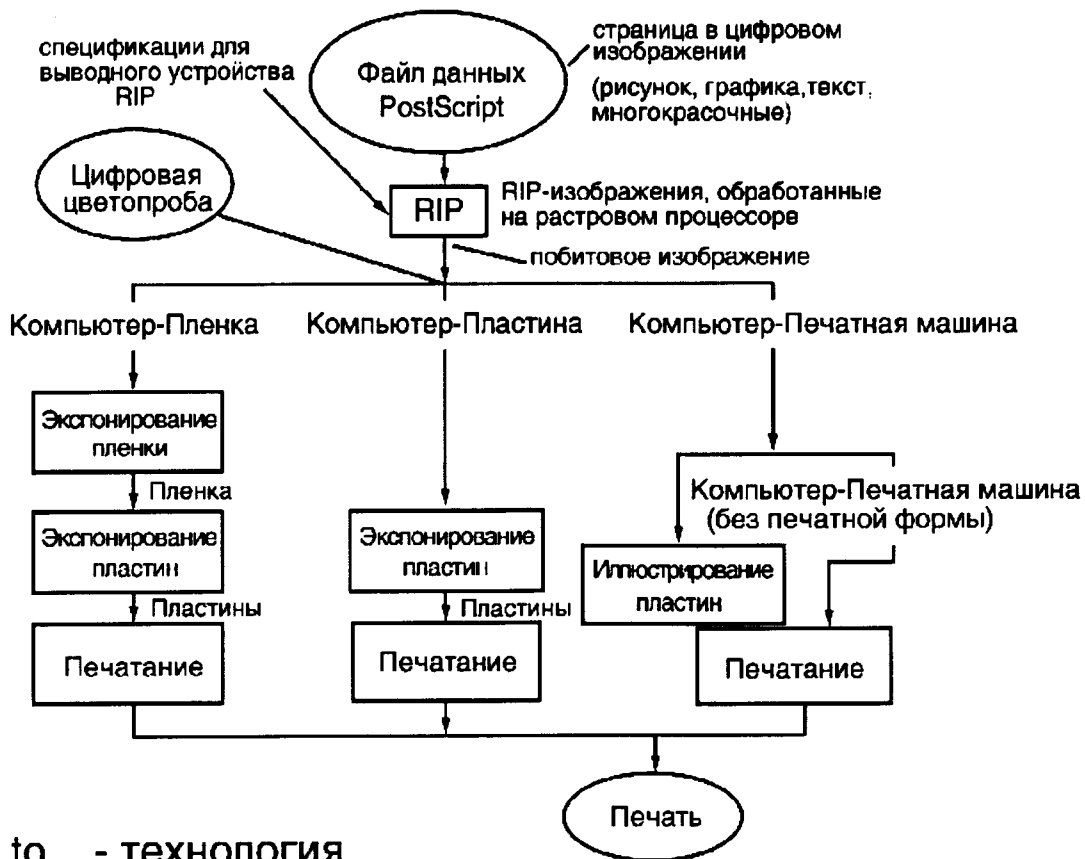 спецификации для
выводного устройства
RIP
Файл данных
PostScript
страница в цифровом
изображении
(рисунок, графика,текст,
многокрасочные)
Цифровая
цветопроба
RIP
RIP-изображения, обработанные
на растровом процессоре
побитовое изображение
Компьютер-Пленка
Компьютер-Пластина
Компьютер-Печатная машина
Экспонирование
пленки
Пленка
Экспонирование
пластин
Пластины
Печатание
Экспонирование
пластин
Пластины
Печатание
Компьютер-Печатная машина
(без печатной формы)
Иллюстрирование
пластин
Печатание
Печать
to - технология